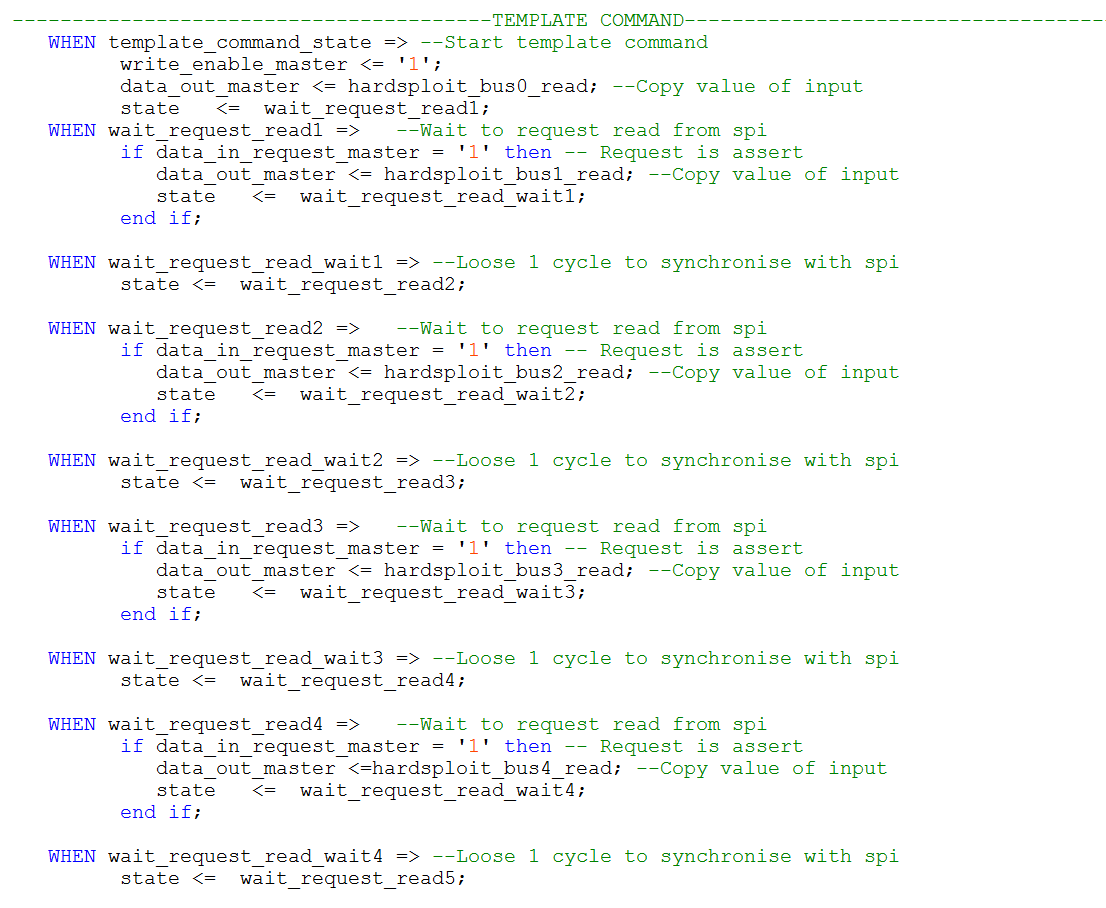 ----------------------------------------TEMPLATE COMMAND-----------------------------------
WHEN template_command_state => --Start template command
write_enable_master <= '1';
data_out_master <= hardsploit_bus0_read; --Copy value of input
state   <=  wait_request_read1;
WHEN wait_request_read1 =>   --Wait to request read from spi
if data_in_request_master = '1' then -- Request is assert
data_out_master <= hardsploit_bus1_read; --Copy value of input
state   <=  wait_request_read_wait1;
end if;
WHEN wait_request_read_wait1 => --Loose 1 cycle to synchronise with spi
state <=  wait_request_read2;
WHEN wait_request_read2 =>   --Wait to request read from spi
if data_in_request_master = '1' then -- Request is assert
data_out_master <= hardsploit_bus2_read; --Copy value of input
state   <=  wait_request_read_wait2;
end if;
WHEN wait_request_read_wait2 => --Loose 1 cycle to synchronise with spi
state <=  wait_request_read3;
WHEN wait_request_read3 =>   --Wait to request read from spi
if data_in_request_master = '1' then -- Request is assert
data_out_master <= hardsploit_bus3_read; --Copy value of input
state   <=  wait_request_read_wait3;
end if;
WHEN wait_request_read_wait3 => --Loose 1 cycle to synchronise with spi
state <=  wait_request_read4;
WHEN wait_request_read4 =>   --Wait to request read from spi
if data_in_request_master = '1' then -- Request is assert
data_out_master <=hardsploit_bus4_read; --Copy value of input
state   <=  wait_request_read_wait4;
end if;
WHEN wait_request_read_wait4 => --Loose 1 cycle to synchronise with spi
state <=  wait_request_read5;